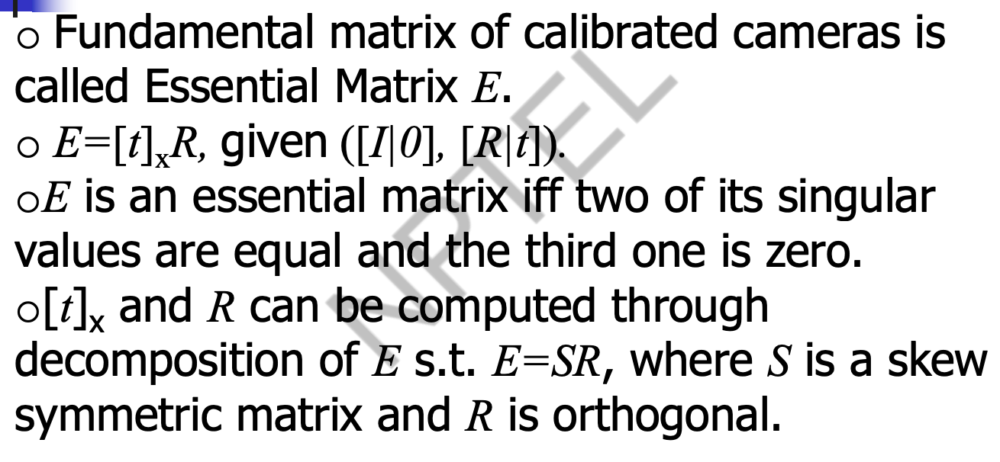 o Fundamental matrix of calibrated cameras is
called Essential Matrix E.
o E=[t]ₓR, given ([I|0], [R|t]).
oE is an essential matrix iff two of its singular
values are equal and the third one is zero.
o[t]ₓ and R can be computed through
decomposition of E s.t. E=SR, where S is a skew
symmetric matrix and R is orthogonal.
NPTEL